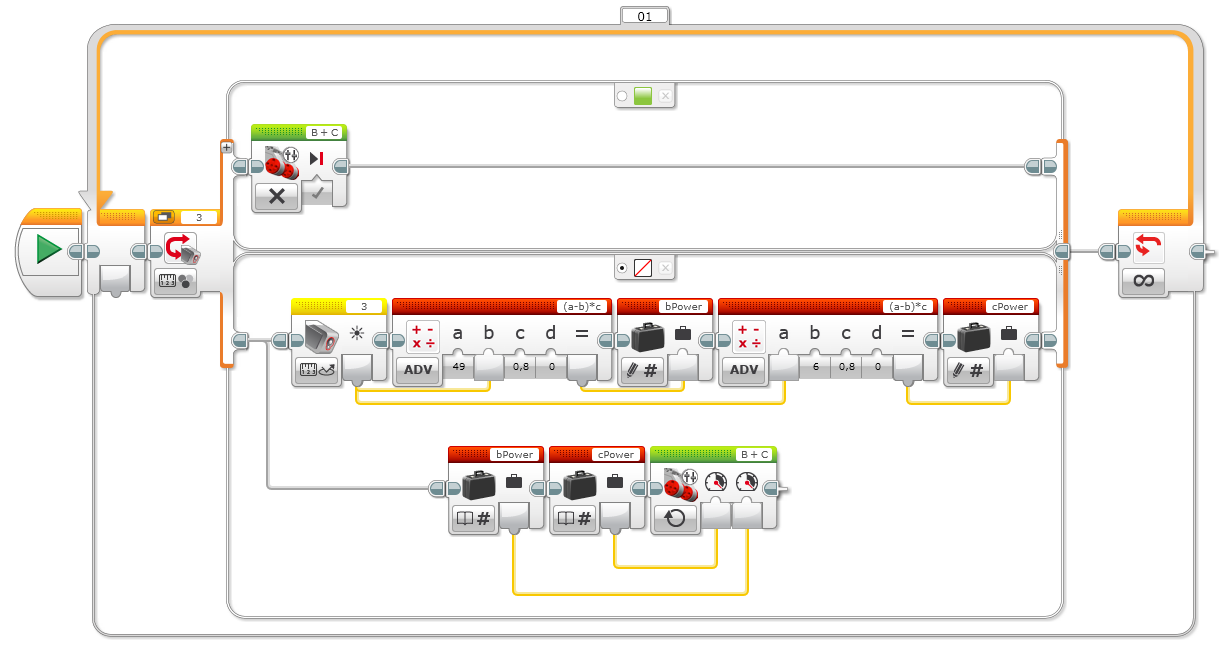 01
B + C
3
3
(a-b)*c
bPower
(a-b)*c
cPower
a b c d =
a b c d =
ADV 49 0,8 0
#
ADV 6 0,8 0
#
bPower
cPower
B + C
#
#